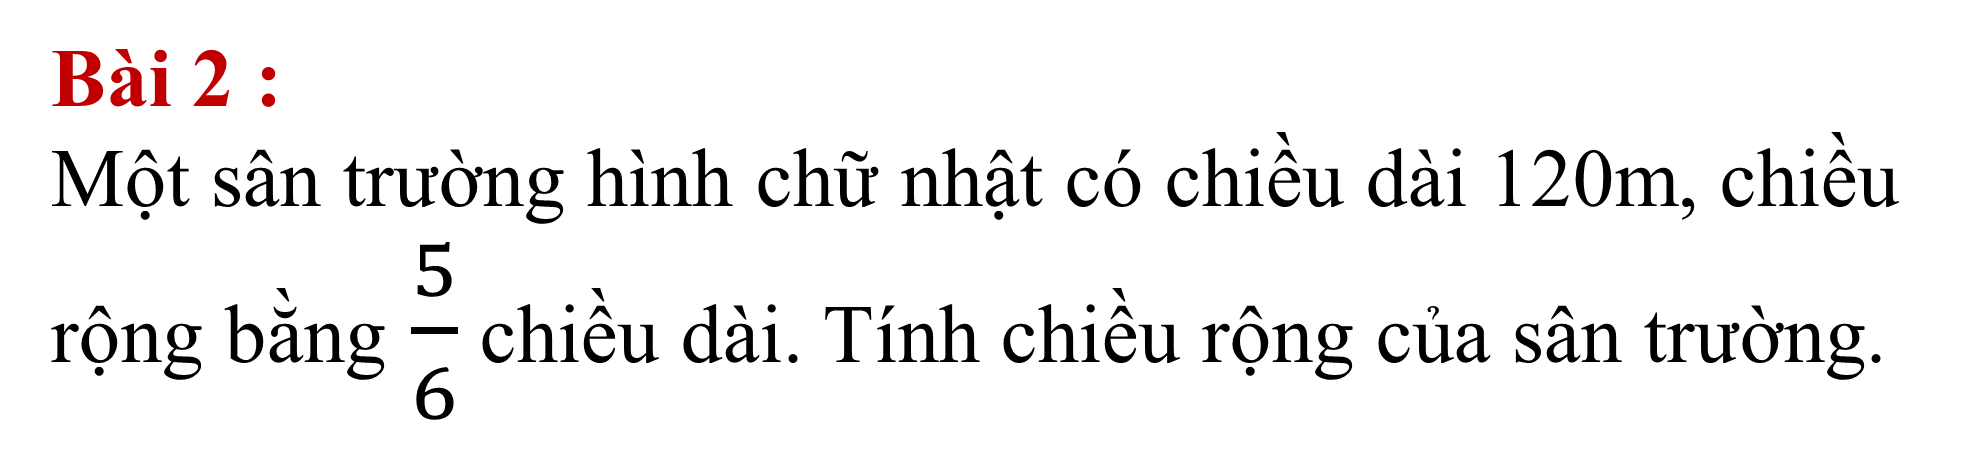 Bài 2 :
Một sân trường hình chữ nhật có chiều dài 120m, chiều
rộng bằng 5/6 chiều dài. Tính chiều rộng của sân trường.